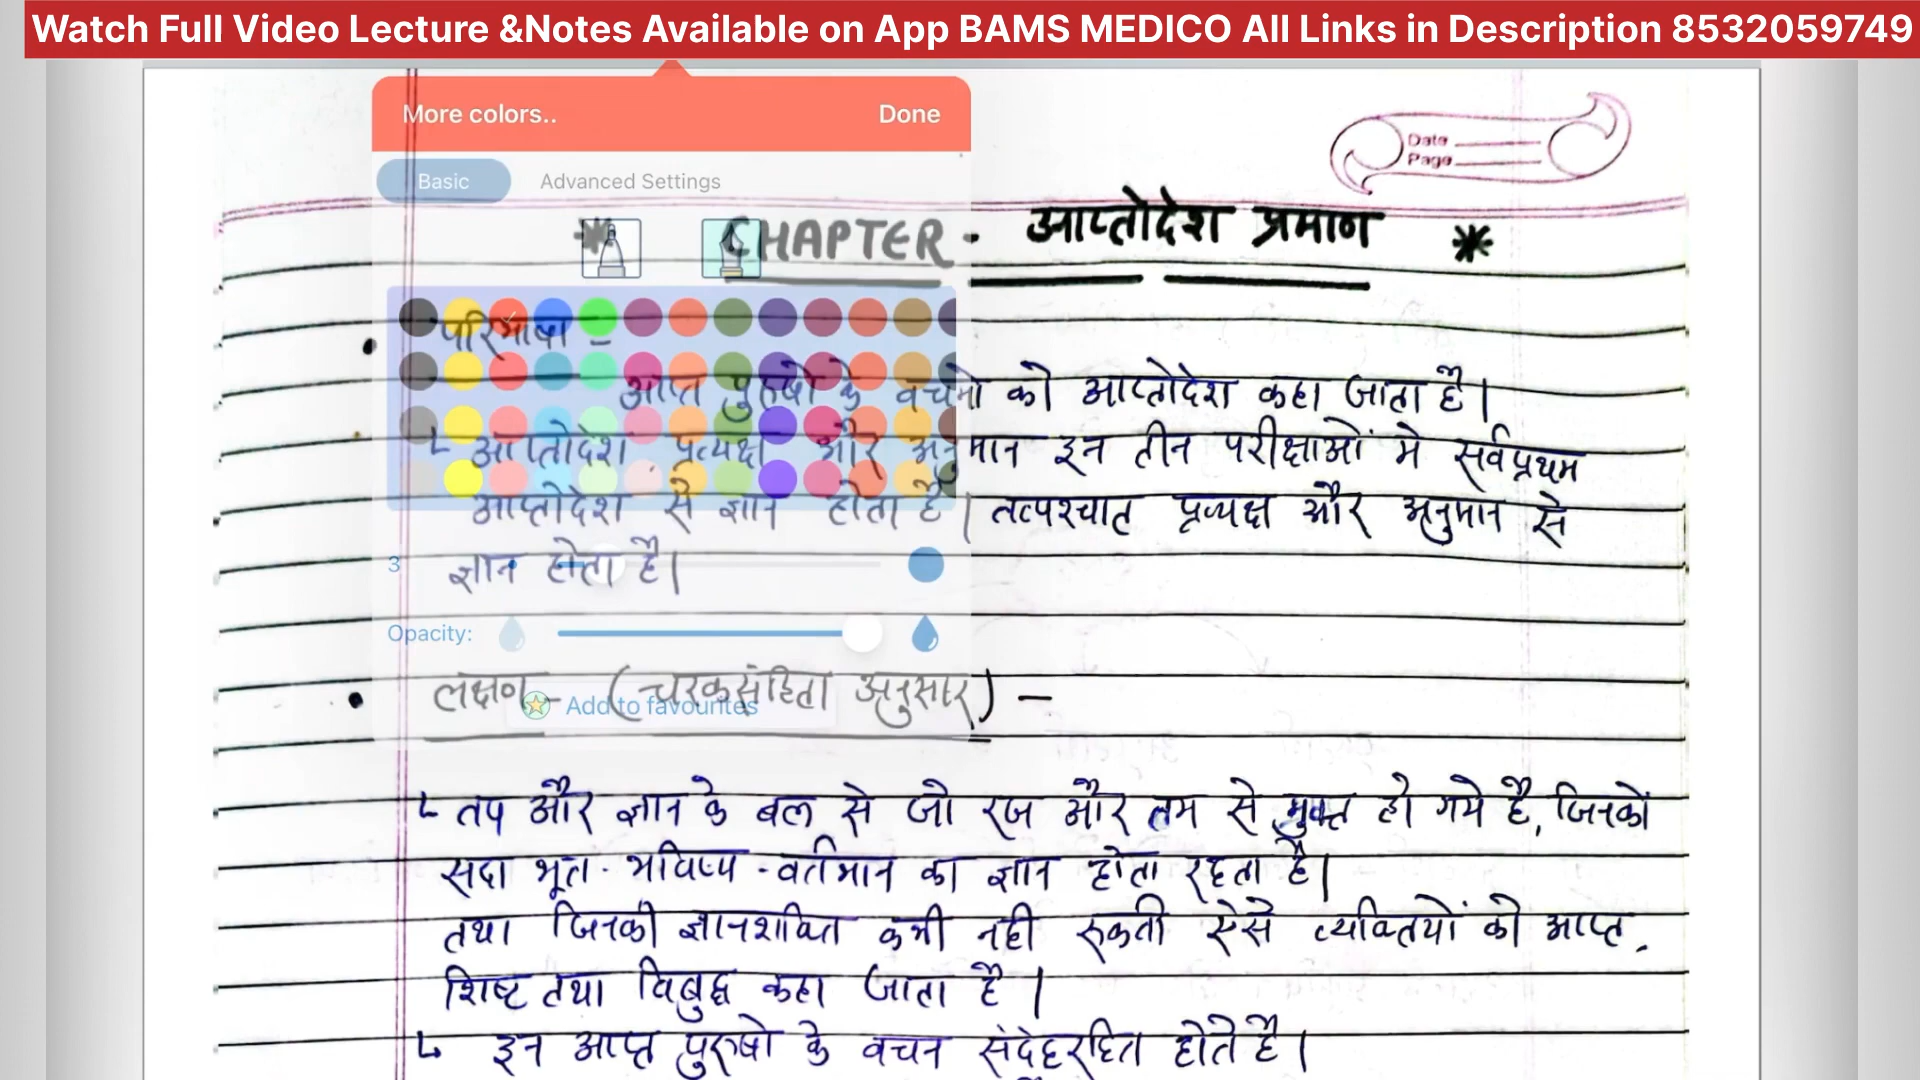 Watch Full Video Lecture &Notes Available on App BAMS MEDICO All Links in Description 8532059749
More colors.. Done
Date
Page
Basic Advanced Settings
* CHAPTER - आप्तोदेश प्रमाण *
• परिभाषा -
आप्त पुरुषो के वचनो को आप्तोदेश कहा जाता है।
↳ आप्तोदेश प्रत्यक्ष और अनुमान इन तीन परीक्षाओं मे सर्वप्रथम
आप्तोदेश से ज्ञान होता है। तत्पश्चात प्रत्यक्ष और अनुमान से
ज्ञान होता है।
3
Opacity:
• लक्षण - (चरकसंहिता अनुसार) -
Add to favourites
↳ तप और ज्ञान के बल से जो रज और तम से मुक्त हो गये है, जिनको
सदा भूत - भविष्य - वर्तमान का ज्ञान होता रहता है।
तथा जिनकी ज्ञानशक्ति कभी नही रुकती ऐसे व्यक्तियों को आप्त,
शिष्ट तथा विबुद्ध कहा जाता है।
↳ इन आप्त पुरुषो के वचन संदेहरहित होते है।